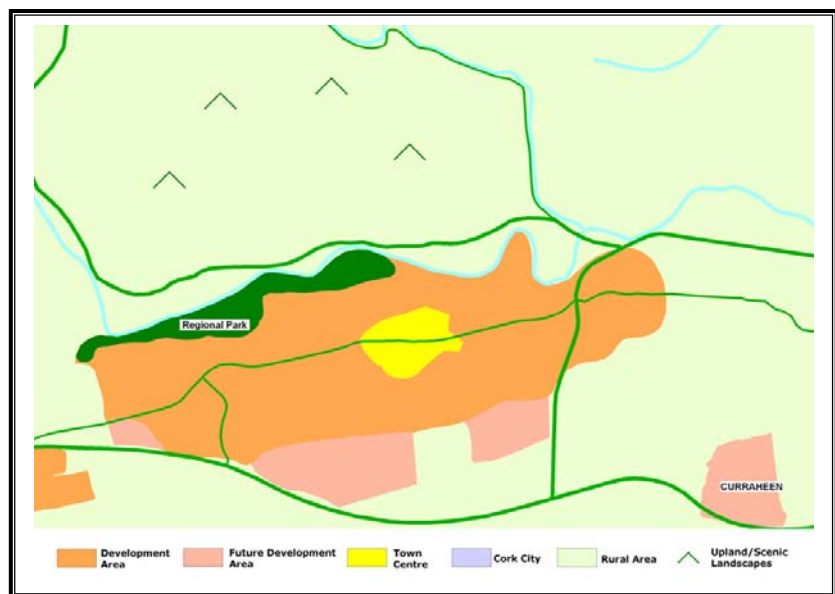 Regional Park
CURRAHEEN
Development
Area
Future Development
Area
Town
Centre
Cork City
Rural Area
Upland/Scenic
Landscapes